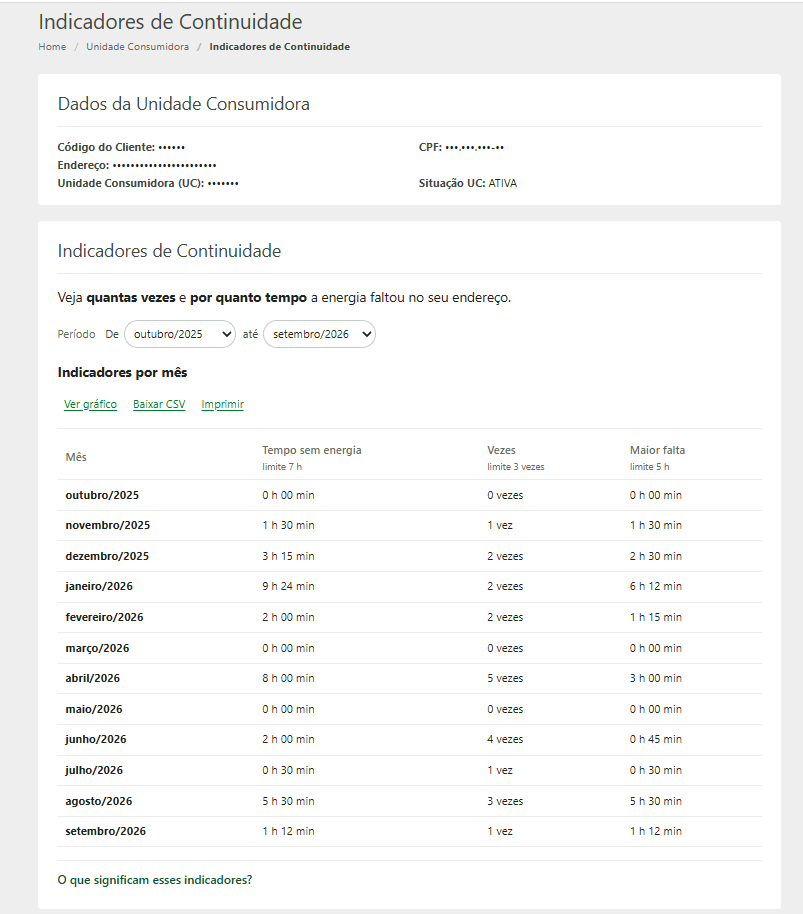 Indicadores de Continuidade
Home / Unidade Consumidora / Indicadores de Continuidade
Dados da Unidade Consumidora
Código do Cliente: •••••• CPF: •••.•••.•••-••
Endereço: •••••••••••••••••••••••
Unidade Consumidora (UC): ••••••• Situação UC: ATIVA
Indicadores de Continuidade
Veja quantas vezes e por quanto tempo a energia faltou no seu endereço.
Período De outubro/2025 até setembro/2026
Indicadores por mês
Ver gráfico Baixar CSV Imprimir
Mês Tempo sem energia Vezes Maior falta
limite 7 h limite 3 vezes limite 5 h
outubro/2025 0 h 00 min 0 vezes 0 h 00 min
novembro/2025 1 h 30 min 1 vez 1 h 30 min
dezembro/2025 3 h 15 min 2 vezes 2 h 30 min
janeiro/2026 9 h 24 min 2 vezes 6 h 12 min
fevereiro/2026 2 h 00 min 2 vezes 1 h 15 min
março/2026 0 h 00 min 0 vezes 0 h 00 min
abril/2026 8 h 00 min 5 vezes 3 h 00 min
maio/2026 0 h 00 min 0 vezes 0 h 00 min
junho/2026 2 h 00 min 4 vezes 0 h 45 min
julho/2026 0 h 30 min 1 vez 0 h 30 min
agosto/2026 5 h 30 min 3 vezes 5 h 30 min
setembro/2026 1 h 12 min 1 vez 1 h 12 min
O que significam esses indicadores?